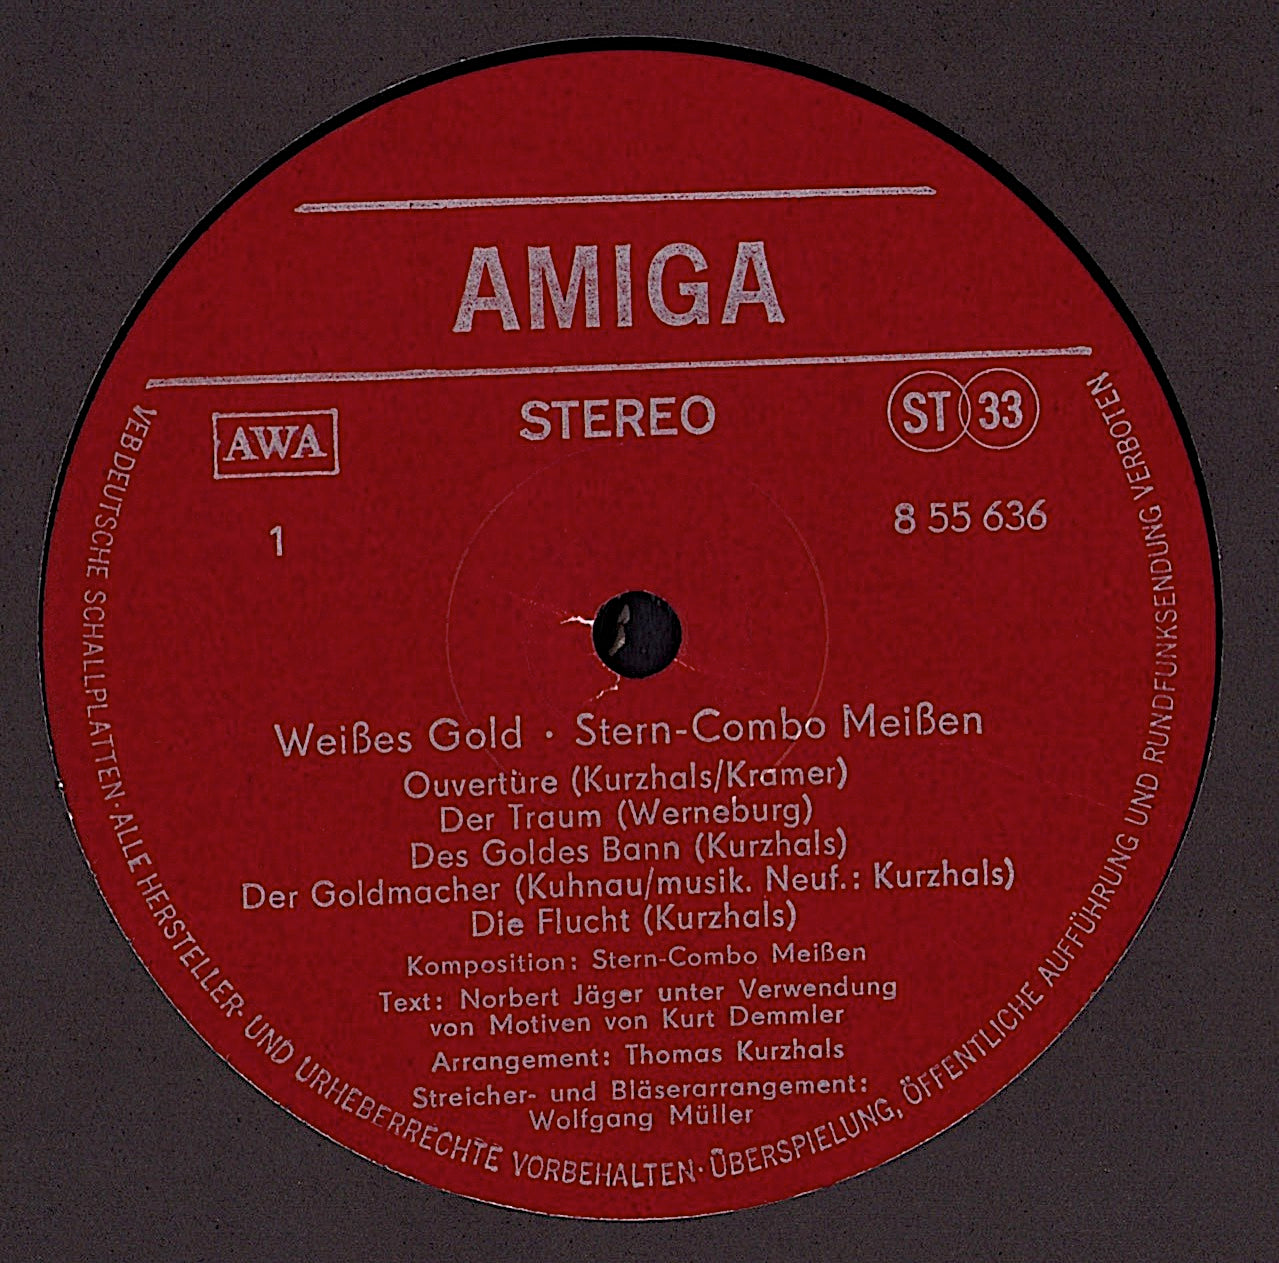 AMIGA
AWA
STEREO
ST 33
1
8 55 636
Weißes Gold · Stern-Combo Meißen
Ouvertüre (Kurzhals/Kramer)
Der Traum (Werneburg)
Des Goldes Bann (Kurzhals)
Der Goldmacher (Kuhnau/musik. Neuf.: Kurzhals)
Die Flucht (Kurzhals)
Komposition: Stern-Combo Meißen
Text: Norbert Jäger unter Verwendung
von Motiven von Kurt Demmler
Arrangement: Thomas Kurzhals
Streicher- und Bläserarrangement:
Wolfgang Müller
VEB DEUTSCHE SCHALLPLATTEN · ALLE HERSTELLER- UND URHEBERRECHTE VORBEHALTEN · ÜBERSPIELUNG, ÖFFENTLICHE AUFFÜHRUNG UND RUNDFUNKSENDUNG VERBOTEN